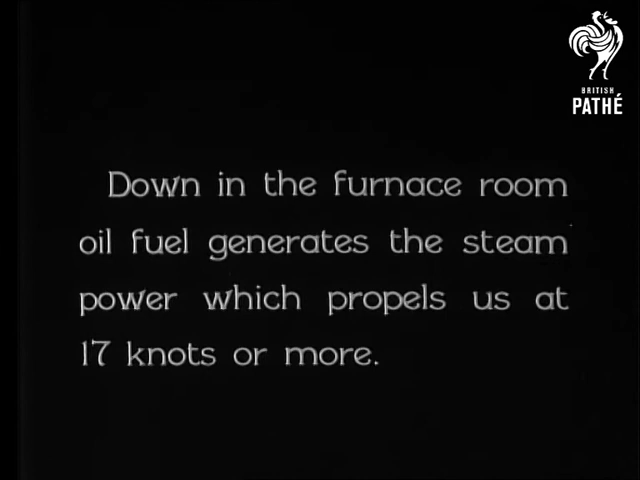 BRITISH
PATHÉ
Down in the furnace room
oil fuel generates the steam
power which propels us at
17 knots or more.